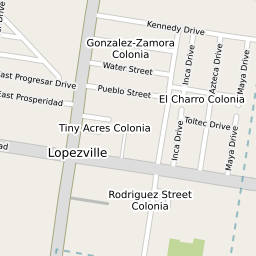 Kennedy Drive
Gonzalez-Zamora
Colonia
Water Street
Inca Drive
Azteca Drive
Maya Drive
East Progresar Drive
Pueblo Street
El Charro Colonia
East Prosperidad
Tiny Acres Colonia
Toltec Drive
Inca Drive
Maya Drive
Lopezville
Rodriguez Street
Colonia